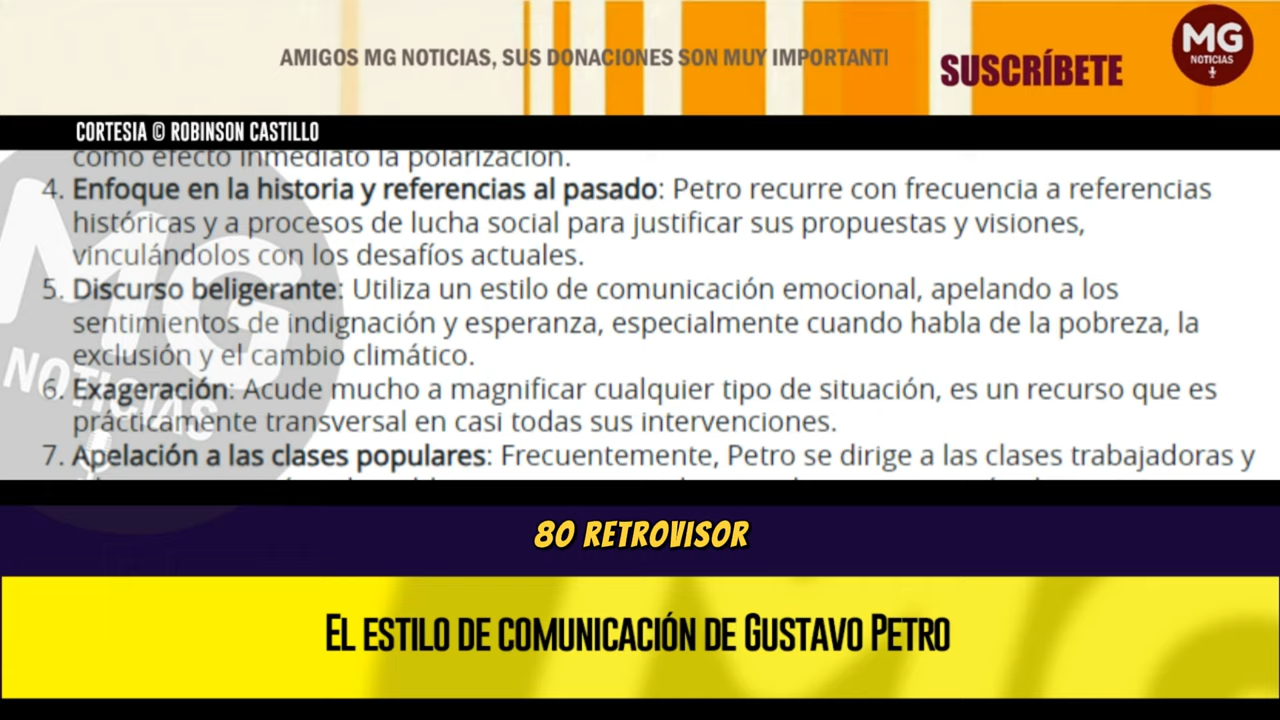 AMIGOS MG NOTICIAS, SUS DONACIONES SON MUY IMPORTANT
SUSCRÍBETE
MG
NOTICIAS
CORTESIA © ROBINSON CASTILLO
como efecto inmediato la polarización.
4. Enfoque en la historia y referencias al pasado: Petro recurre con frecuencia a referencias
históricas y a procesos de lucha social para justificar sus propuestas y visiones,
vinculándolos con los desafíos actuales.
5. Discurso beligerante: Utiliza un estilo de comunicación emocional, apelando a los
sentimientos de indignación y esperanza, especialmente cuando habla de la pobreza, la
exclusión y el cambio climático.
6. Exageración: Acude mucho a magnificar cualquier tipo de situación, es un recurso que es
prácticamente transversal en casi todas sus intervenciones.
7. Apelación a las clases populares: Frecuentemente, Petro se dirige a las clases trabajadoras y
MG
NOTICIAS
80 RETROVISOR
EL ESTILO DE COMUNICACIÓN DE GUSTAVO PETRO